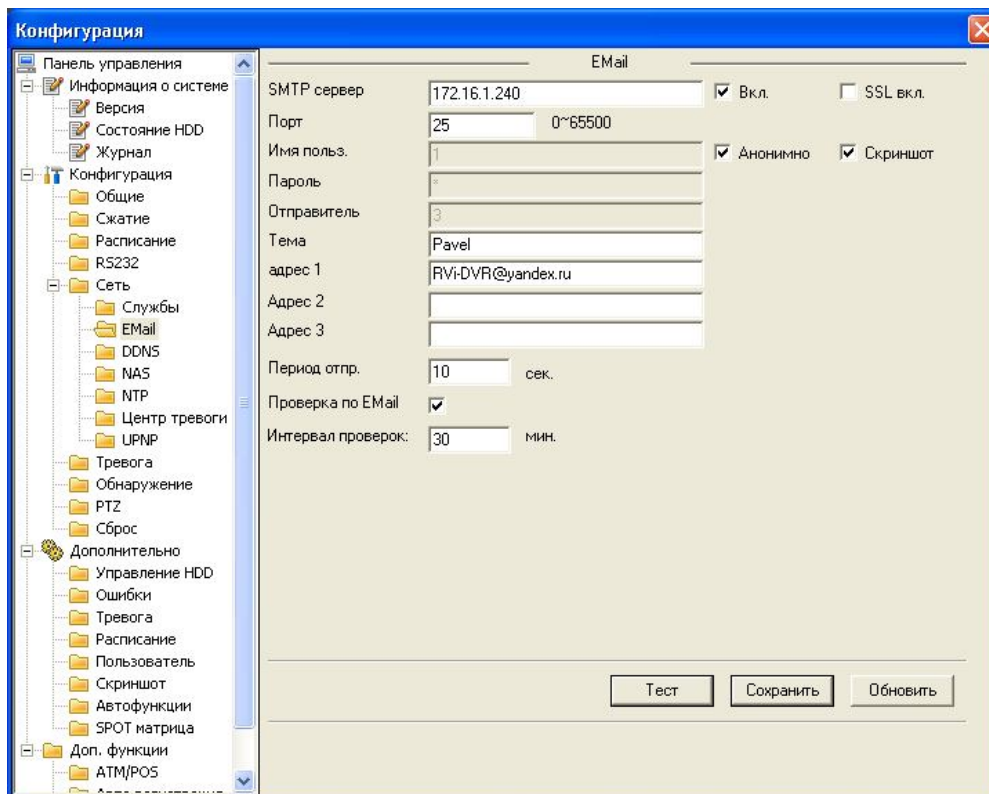 Конфигурация
Панель управления
Информация о системе
Версия
Состояние HDD
Журнал
Конфигурация
Общие
Сжатие
Расписание
RS232
Сеть
Службы
EMail
DDNS
NAS
NTP
Центр тревоги
UPNP
Тревога
Обнаружение
PTZ
Сброс
Дополнительно
Управление HDD
Ошибки
Тревога
Расписание
Пользователь
Скриншот
Автофункции
SPOT матрица
Доп. функции
ATM/POS
EMail
SMTP сервер 172.16.1.240 Вкл. SSL вкл.
Порт 25 0~65500
Имя польз. 1 Анонимно Скриншот
Пароль *
Отправитель 3
Тема Pavel
адрес 1 RVi-DVR@yandex.ru
Адрес 2
Адрес 3
Период отпр. 10 сек.
Проверка по EMail
Интервал проверок: 30 мин.
Тест Сохранить Обновить